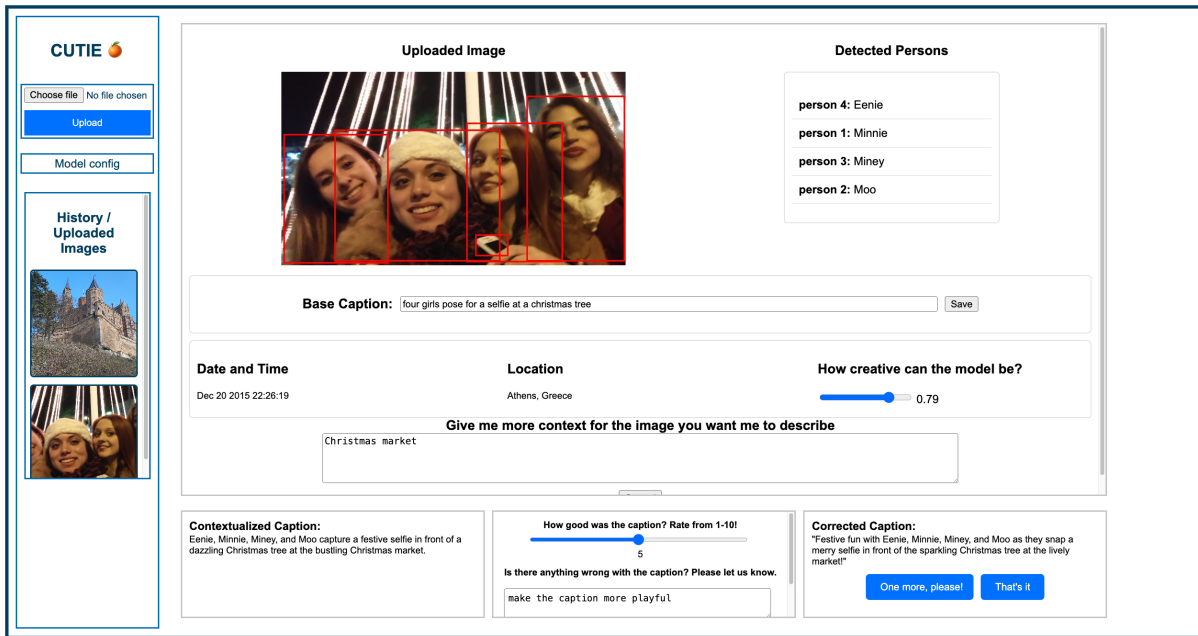 CUTIE
Choose file No file chosen
Upload
Model config
History /
Uploaded
Images
Uploaded Image
Detected Persons
person 4: Eenie
person 1: Minnie
person 3: Miney
person 2: Moo
Base Caption: four girls pose for a selfie at a christmas tree Save
Date and Time
Dec 20 2015 22:26:19
Location
Athens, Greece
How creative can the model be?
0.79
Give me more context for the image you want me to describe
Christmas market
Contextualized Caption:
Eenie, Minnie, Miney, and Moo capture a festive selfie in front of a
dazzling Christmas tree at the bustling Christmas market.
How good was the caption? Rate from 1-10!
5
Is there anything wrong with the caption? Please let us know.
make the caption more playful
Corrected Caption:
"Festive fun with Eenie, Minnie, Miney, and Moo as they snap a
merry selfie in front of the sparkling Christmas tree at the lively
market!"
One more, please! That's it